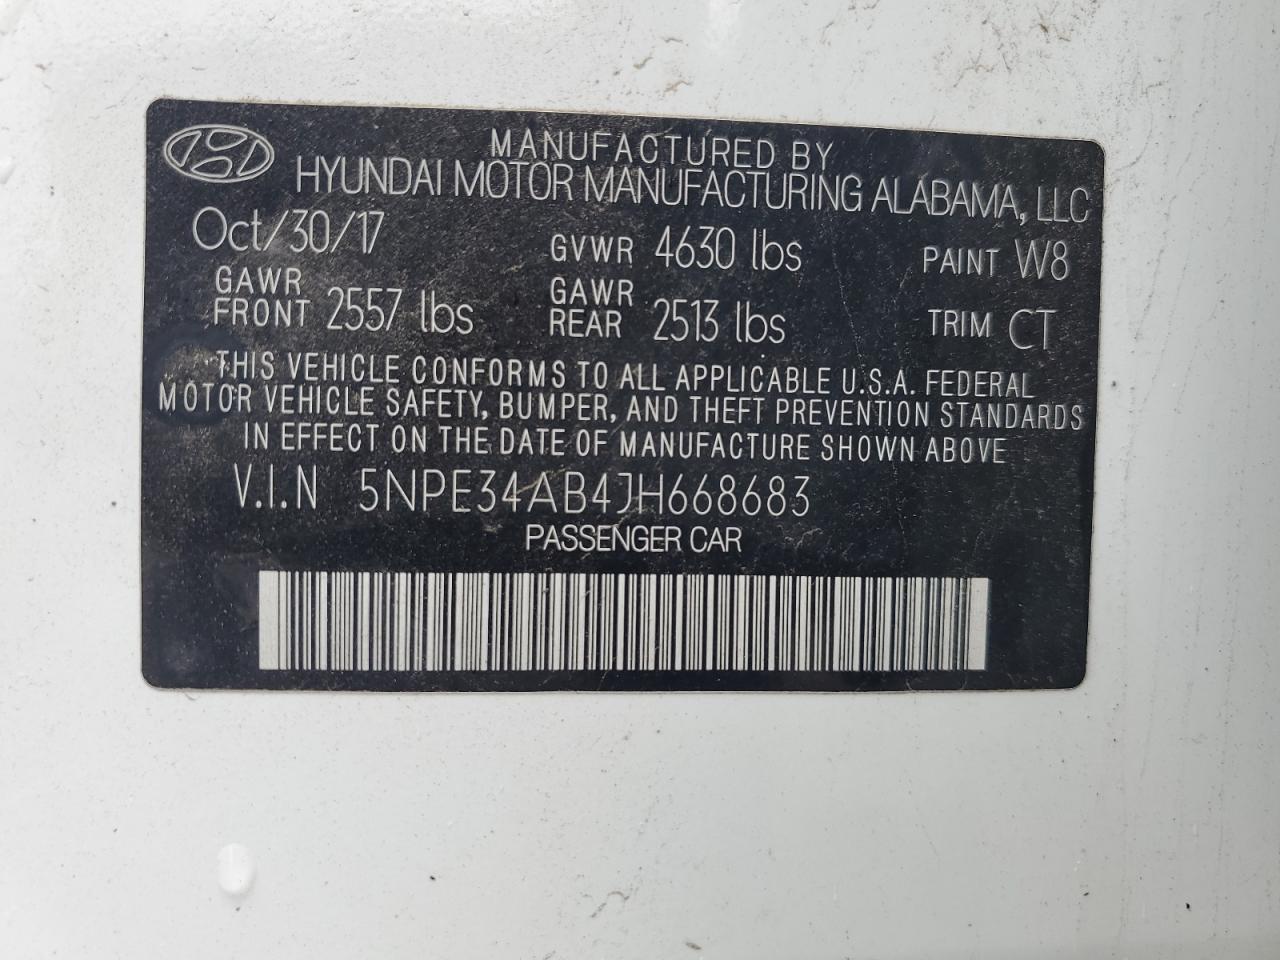 MANUFACTURED BY
HYUNDAI MOTOR MANUFACTURING ALABAMA, LLC
Oct/30/17 GVWR 4630 lbs PAINT W8
GAWR FRONT 2557 lbs GAWR REAR 2513 lbs TRIM CT
THIS VEHICLE CONFORMS TO ALL APPLICABLE U.S.A. FEDERAL
MOTOR VEHICLE SAFETY, BUMPER, AND THEFT PREVENTION STANDARDS
IN EFFECT ON THE DATE OF MANUFACTURE SHOWN ABOVE
V.I.N 5NPE34AB4JH668683
PASSENGER CAR